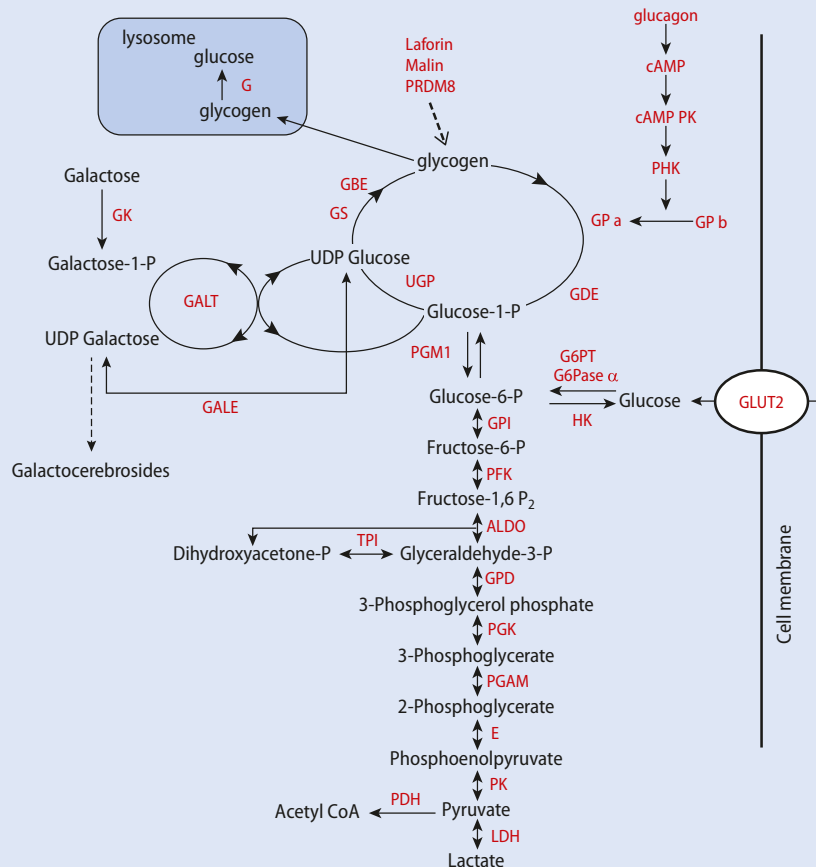 lysosome
glucose
G
glycogen
Laforin
Malin
PRDM8
glucagon
cAMP
cAMP PK
PHK
GP a
GP b
glycogen
GBE
GS
Galactose
GK
Galactose-1-P
UDP Glucose
UGP
GALT
GDE
Glucose-1-P
UDP Galactose
PGM1
G6PT
G6Pase α
Glucose-6-P
Glucose
GLUT2
HK
GALE
GPI
Fructose-6-P
Galactocerebrosides
PFK
Fructose-1,6 P2
ALDO
Dihydroxyacetone-P
TPI
Glyceraldehyde-3-P
GPD
3-Phosphoglycerol phosphate
PGK
3-Phosphoglycerate
PGAM
2-Phosphoglycerate
E
Phosphoenolpyruvate
PK
Acetyl CoA
PDH
Pyruvate
LDH
Lactate
Cell membrane